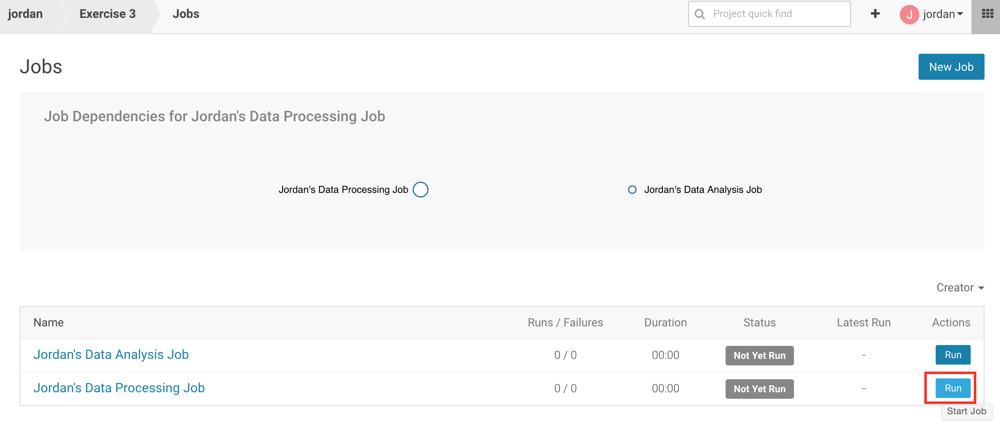 jordan Exercise 3 Jobs Project quick find J jordan
Jobs New Job
Job Dependencies for Jordan's Data Processing Job
Jordan's Data Processing Job Jordan's Data Analysis Job
Creator
Name Runs / Failures Duration Status Latest Run Actions
Jordan's Data Analysis Job 0 / 0 00:00 Not Yet Run - Run
Jordan's Data Processing Job 0 / 0 00:00 Not Yet Run - Run
Start Job